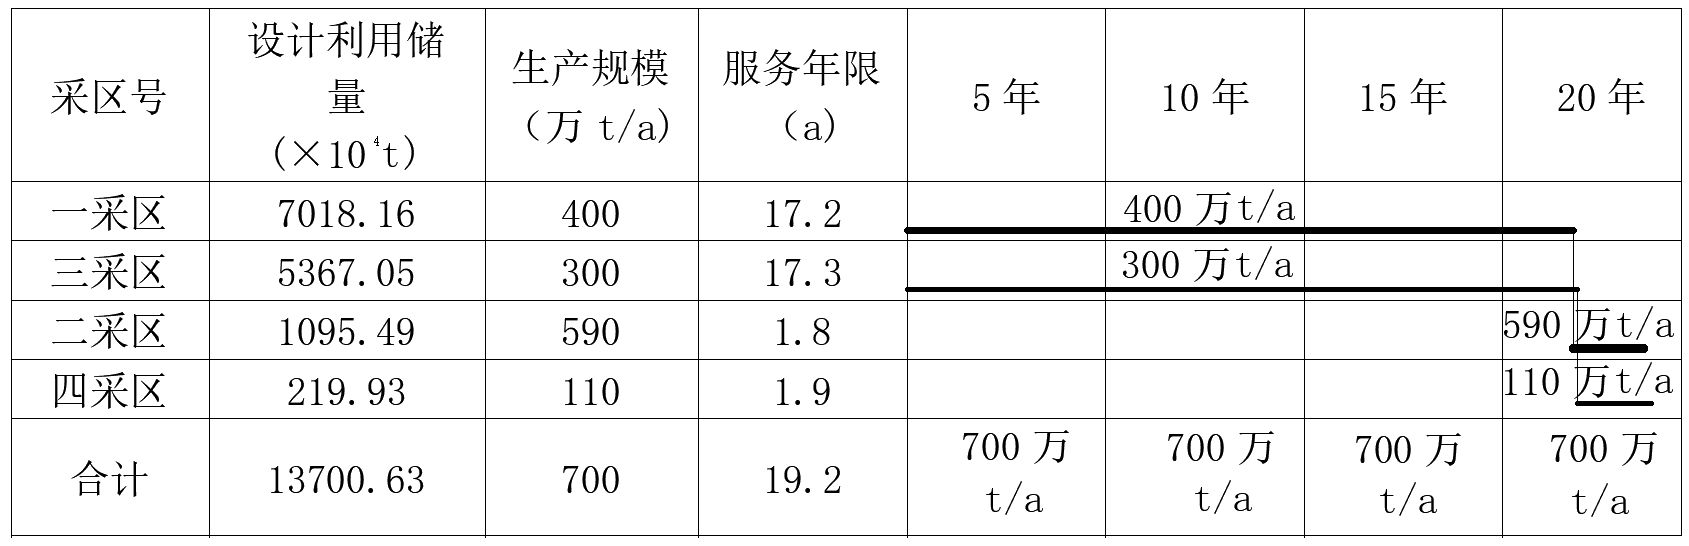 采区号 设计利用储量(×10⁴t) 生产规模（万 t/a) 服务年限（a) 5 年 10 年 15 年 20 年
一采区 7018.16 400 17.2 400 万t/a
三采区 5367.05 300 17.3 300 万t/a
二采区 1095.49 590 1.8 590 万t/a
四采区 219.93 110 1.9 110 万t/a
合计 13700.63 700 19.2 700 万t/a 700 万t/a 700 万t/a 700 万t/a